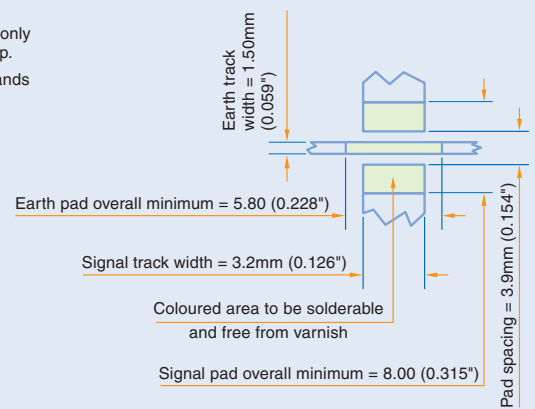 only
p.
ands
Earth track
width = 1.50mm
(0.059")
Earth pad overall minimum = 5.80 (0.228")
Signal track width = 3.2mm (0.126")
Coloured area to be solderable
and free from varnish
Signal pad overall minimum = 8.00 (0.315")
Pad spacing = 3.9mm (0.154")